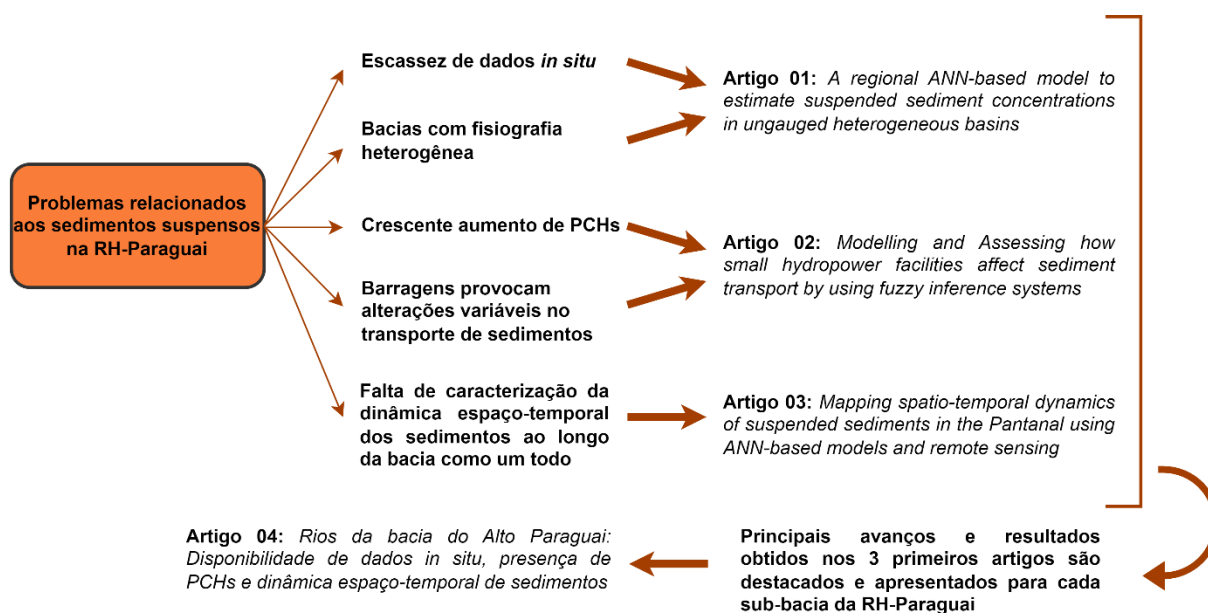 Problemas relacionados
aos sedimentos suspensos
na RH-Paraguai
Escassez de dados in situ
Bacias com fisiografia
heterogênea
Crescente aumento de PCHs
Barragens provocam
alterações variáveis no
transporte de sedimentos
Falta de caracterização da
dinâmica espaço-temporal
dos sedimentos ao longo
da bacia como um todo
Artigo 01: A regional ANN-based model to
estimate suspended sediment concentrations
in ungauged heterogeneous basins
Artigo 02: Modelling and Assessing how
small hydropower facilities affect sediment
transport by using fuzzy inference systems
Artigo 03: Mapping spatio-temporal dynamics
of suspended sediments in the Pantanal using
ANN-based models and remote sensing
Principais avanços e resultados
obtidos nos 3 primeiros artigos são
destacados e apresentados para cada
sub-bacia da RH-Paraguai
Artigo 04: Rios da bacia do Alto Paraguai:
Disponibilidade de dados in situ, presença de
PCHs e dinâmica espaço-temporal de sedimentos